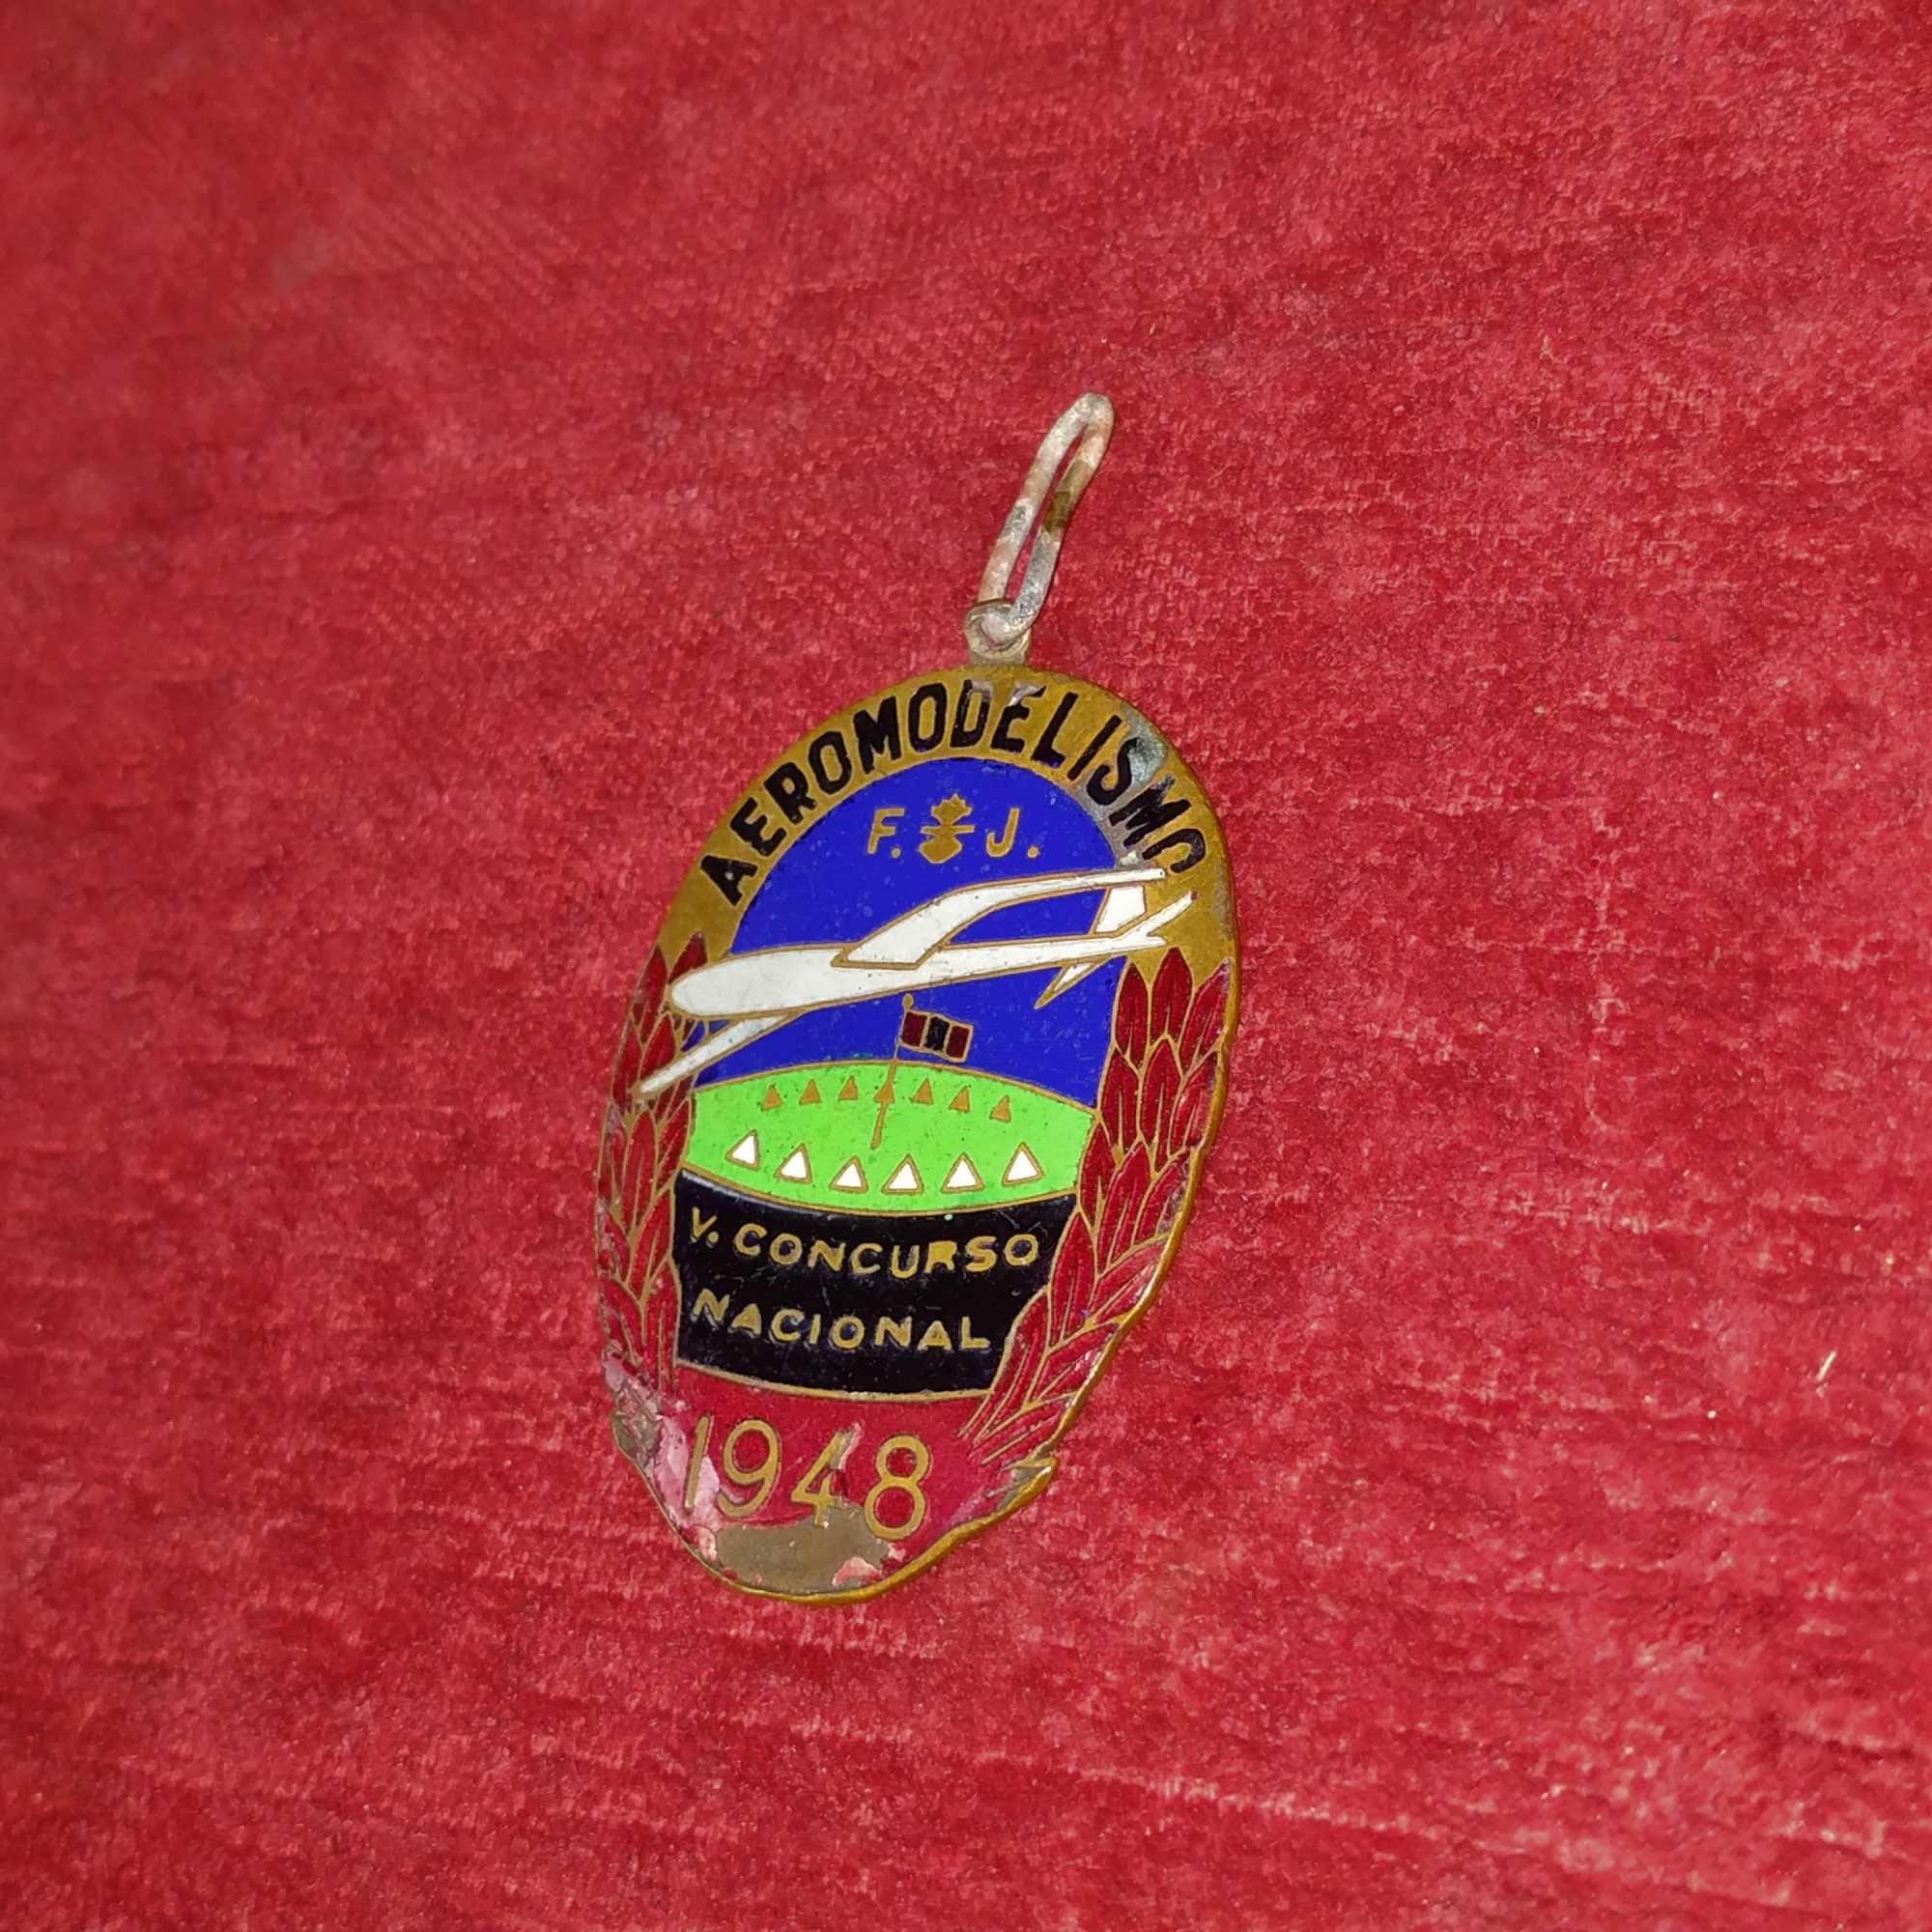 AEROMODELISMO
F. J.
V. CONCURSO
NACIONAL
1948